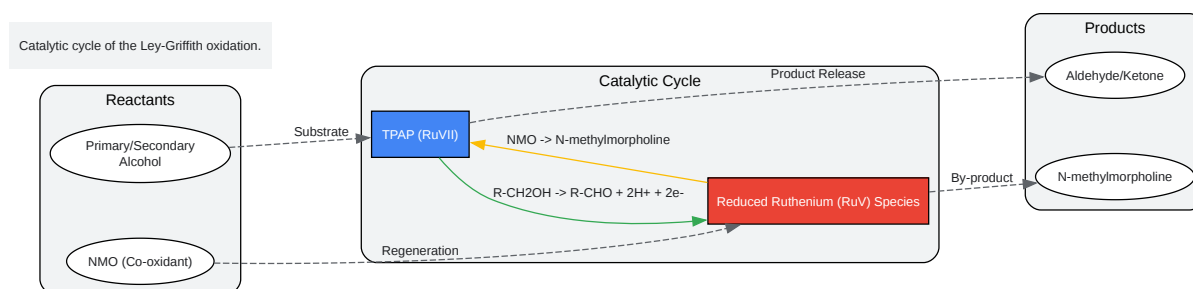 Catalytic cycle of the Ley-Griffith oxidation.
Reactants
Primary/Secondary
Alcohol
NMO (Co-oxidant)
Substrate
Regeneration
Catalytic Cycle
TPAP (RuVII)
NMO -> N-methylmorpholine
R-CH2OH -> R-CHO + 2H+ + 2e-
Reduced Ruthenium (RuV) Species
Product Release
By-product
Products
Aldehyde/Ketone
N-methylmorpholine